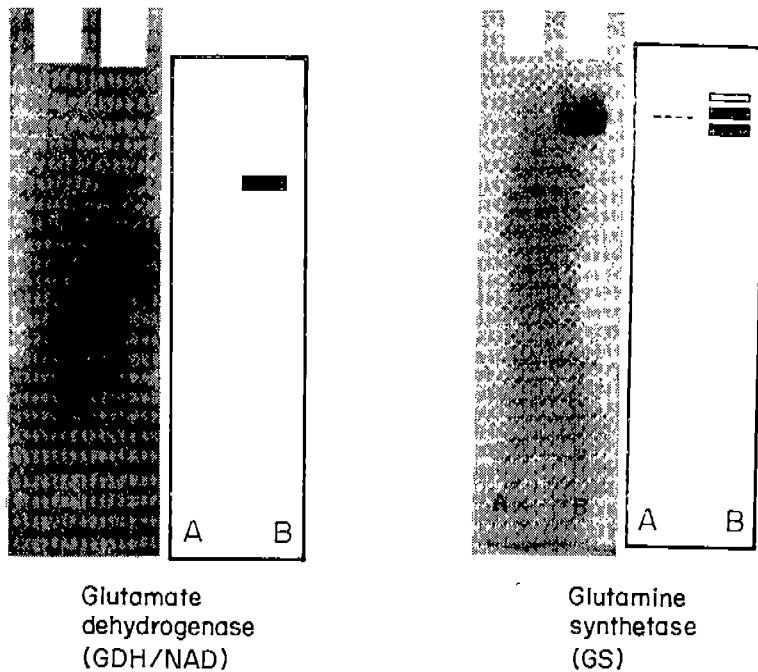 A B
A B
A B
Glutamate
dehydrogenase
(GDH/NAD)
Glutamine
synthetase
(GS)